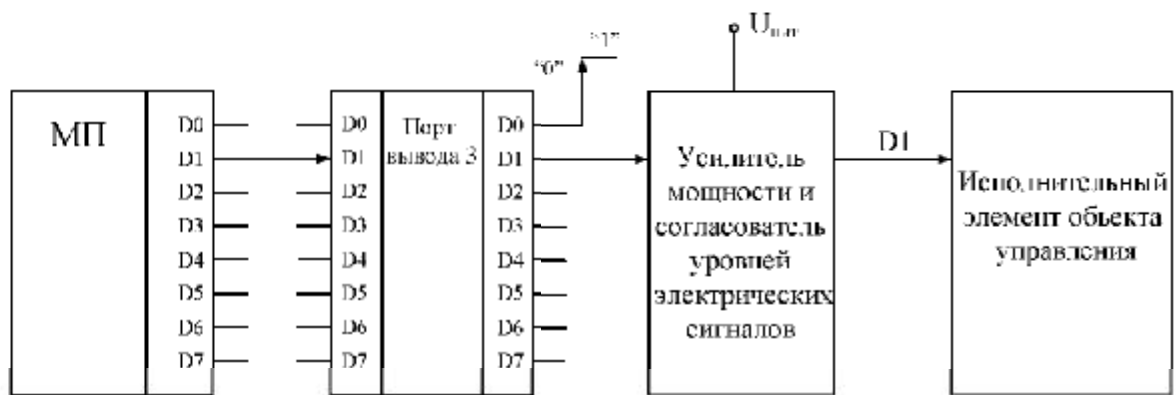 "1"
"0"
U пит
МП
D0
D1
D2
D3
D4
D5
D6
D7
D0
D1
D2
D3
D4
D5
D6
D7
Порт
вывода 3
D0
D1
D2
D3
D4
D5
D6
D7
Усилитель
мощности и
согласователь
уровней
электрических
сигналов
D1
Исполнительный
элемент объекта
управления